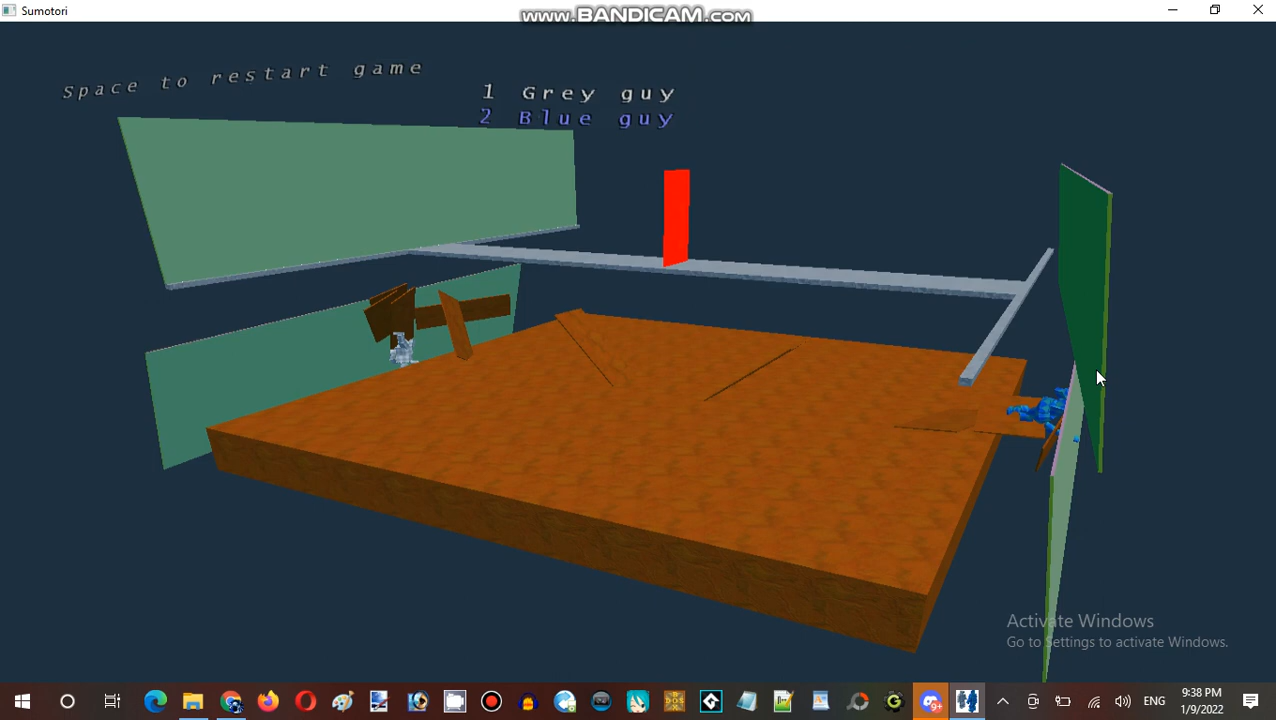 Sumotori
www.BANDICAM.com
Space to restart game
1 Grey guy
2 Blue guy
Activate Windows
Go to Settings to activate Windows.
9+
ENG
9:38 PM
1/9/2022